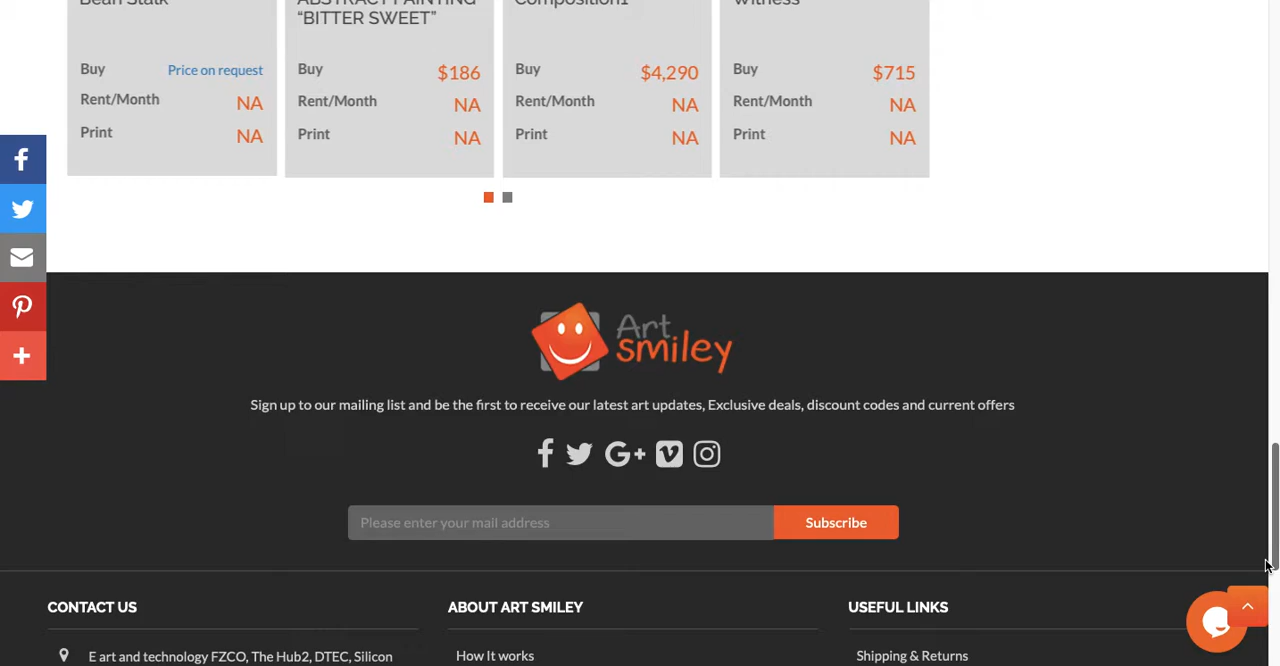 Bean Stalk
ABSTRACT PAINTING
“BITTER SWEET”
Composition1
Witness
Buy Price on request
Rent/Month NA
Print NA
Buy $186
Rent/Month NA
Print NA
Buy $4,290
Rent/Month NA
Print NA
Buy $715
Rent/Month NA
Print NA
Art
smiley
Sign up to our mailing list and be the first to receive our latest art updates, Exclusive deals, discount codes and current offers
Please enter your mail address
Subscribe
CONTACT US
E art and technology FZCO, The Hub2, DTEC, Silicon
ABOUT ART SMILEY
How It works
USEFUL LINKS
Shipping & Returns